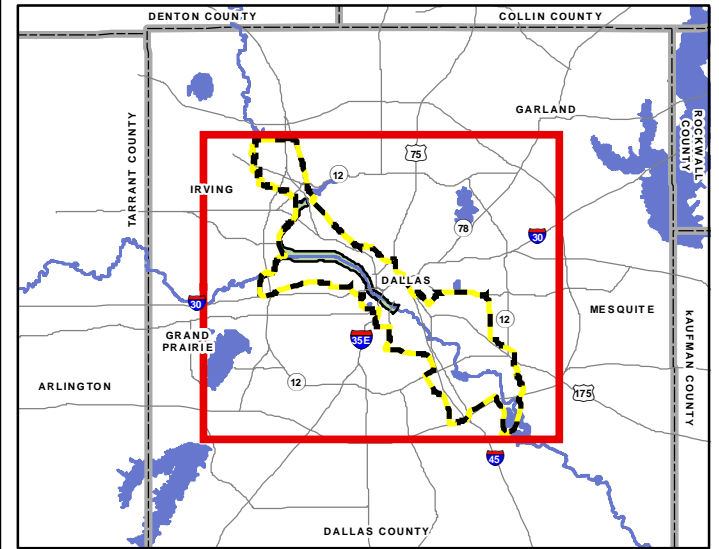 DENTON COUNTY
COLLIN COUNTY
GARLAND
ROCKWALL
COUNTY
TARRANT COUNTY
75
12
IRVING
78
30
DALLAS
30
12
MESQUITE
GRAND
PRAIRIE
35E
KAUFMAN COUNTY
ARLINGTON
12
175
45
DALLAS COUNTY